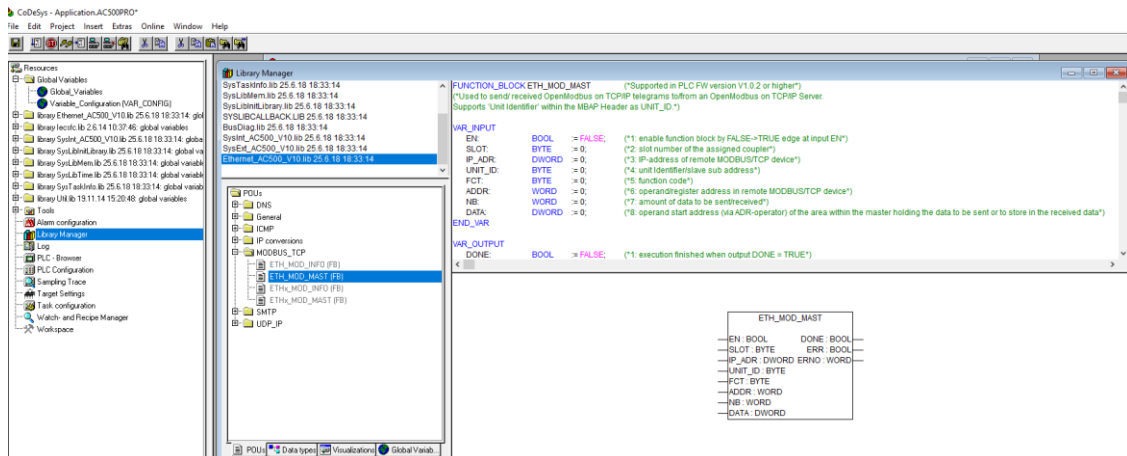 CoDeSys - Application.AC500PRO*
File Edit Project Insert Extras Online Window Help
Resources
Global Variables
Global_Variables
Variable_Configuration (VAR_CONFIG)
library Ethernet_AC500_V10.lib 25.6.18 18:33:14: glol
library Iecsfc.lib 2.6.14 10:37:46: global variables
library SysInt_AC500_V10.lib 25.6.18 18:33:14: globa
library SysLibInitLibrary.lib 25.6.18 18:33:14: global va
library SysLibMem.lib 25.6.18 18:33:14: global variabl
library SysLibTime.lib 25.6.18 18:33:14: global variabl
library SysTaskInfo.lib 25.6.18 18:33:14: global variab
library Util.lib 19.11.14 15:20:48: global variables
Tools
Alarm configuration
Library Manager
Log
PLC - Browser
PLC Configuration
Sampling Trace
Target Settings
Task configuration
Watch- and Recipe Manager
Workspace
Library Manager
SysTaskInfo.lib 25.6.18 18:33:14
SysLibMem.lib 25.6.18 18:33:14
SysLibInitLibrary.lib 25.6.18 18:33:14
SYSLIBCALLBACK.LIB 25.6.18 18:33:14
BusDiag.lib 25.6.18 18:33:14
SysInt_AC500_V10.lib 25.6.18 18:33:14
SysExt_AC500_V10.lib 25.6.18 18:33:14
Ethernet_AC500_V10.lib 25.6.18 18:33:14
POUs
DNS
General
ICMP
IP conversions
MODBUS_TCP
ETH_MOD_INFO (FB)
ETH_MOD_MAST (FB)
ETHx_MOD_INFO (FB)
ETHx_MOD_MAST (FB)
SMTP
UDP_IP
POUs Data types Visualizations Global Variab...
FUNCTION_BLOCK ETH_MOD_MAST (*Supported in PLC FW version V1.0.2 or higher*)
(*Used to send/ received OpenModbus on TCP/IP telegrams to/from an OpenModbus on TCP/IP Server.
Supports 'Unit Identifier' within the MBAP Header as UNIT_ID.*)
VAR_INPUT
EN: BOOL := FALSE; (*1: enable function block by FALSE->TRUE edge at input EN*)
SLOT: BYTE := 0; (*2: slot number of the assigned coupler*)
IP_ADR: DWORD := 0; (*3: IP-address of remote MODBUS/TCP device*)
UNIT_ID: BYTE := 0; (*4: unit Identifier/slave sub address*)
FCT: BYTE := 0; (*5: function code*)
ADDR: WORD := 0; (*6: operand/register address in remote MODBUS/TCP device*)
NB: WORD := 0; (*7: amount of data to be sent/received*)
DATA: DWORD := 0; (*8: operand start address (via ADR-operator) of the area within the master holding the data to be sent or to store in the received data*)
END_VAR
VAR_OUTPUT
DONE: BOOL := FALSE; (*1: execution finished when output DONE = TRUE*)
ETH_MOD_MAST
EN : BOOL DONE : BOOL
SLOT : BYTE ERR : BOOL
IP_ADR : DWORD ERNO : WORD
UNIT_ID : BYTE
FCT : BYTE
ADDR : WORD
NB : WORD
DATA : DWORD